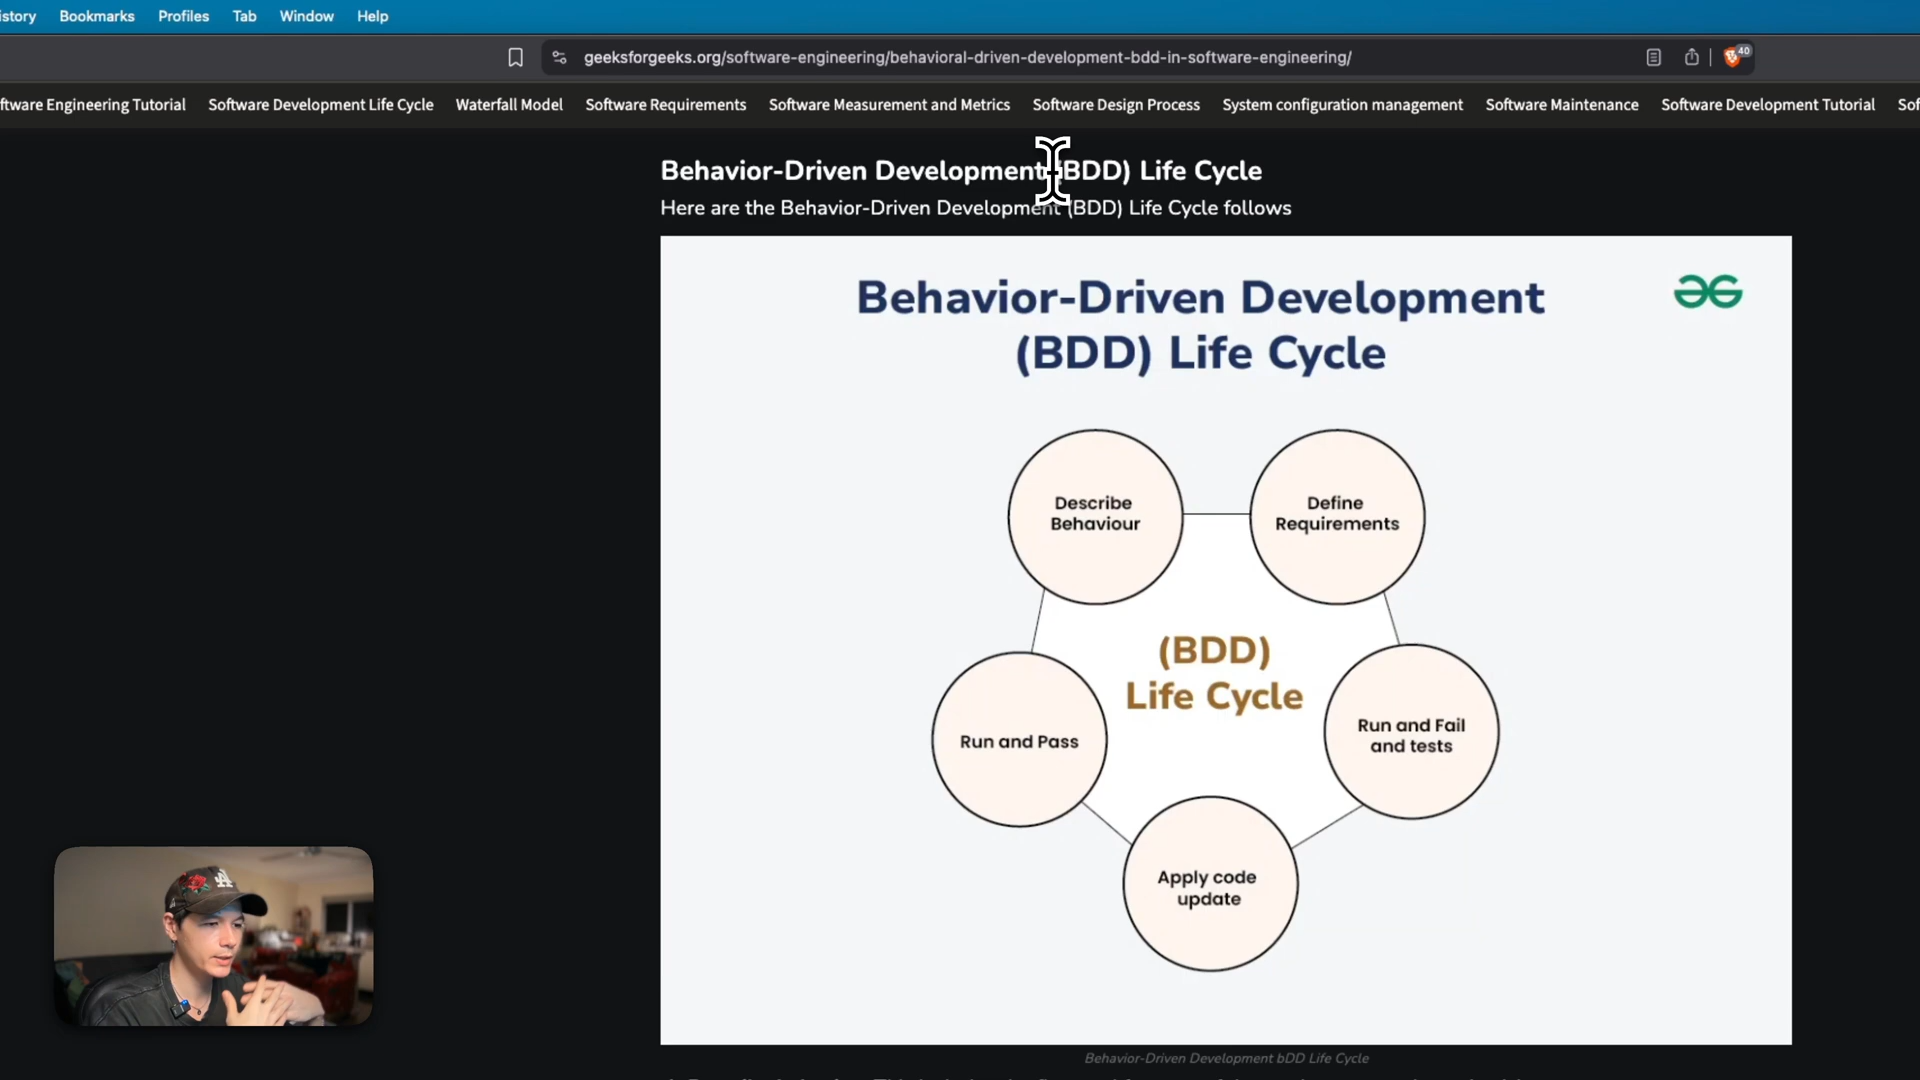 istory Bookmarks Profiles Tab Window Help
geeksforgeeks.org/software-engineering/behavioral-driven-development-bdd-in-software-engineering/
40
ftware Engineering Tutorial Software Development Life Cycle Waterfall Model Software Requirements Software Measurement and Metrics Software Design Process System configuration management Software Maintenance Software Development Tutorial Sof
Behavior-Driven Development (BDD) Life Cycle
Here are the Behavior-Driven Development (BDD) Life Cycle follows
Behavior-Driven Development
(BDD) Life Cycle
Describe
Behaviour
Define
Requirements
(BDD)
Life Cycle
Run and Pass
Run and Fail
and tests
Apply code
update
A
Behavior-Driven Development bDD Life Cycle